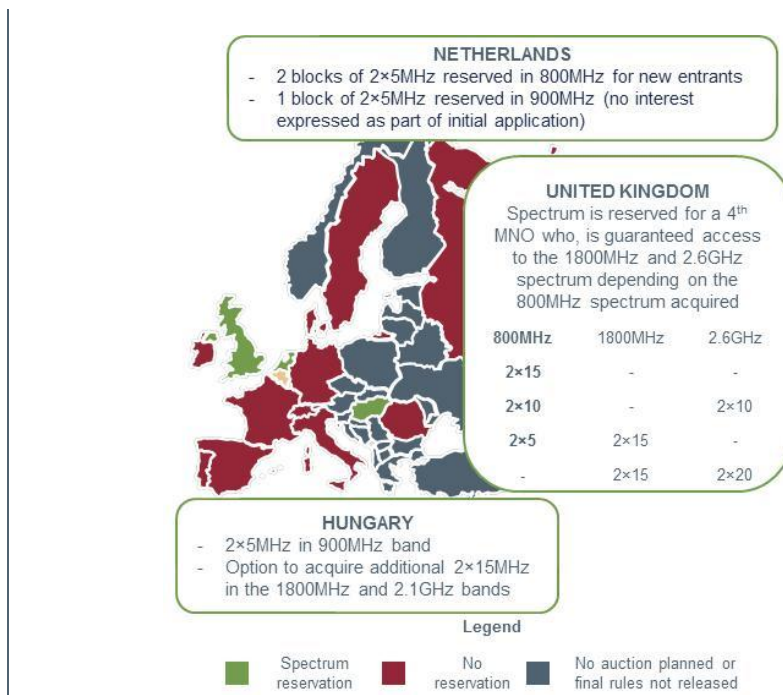 NETHERLANDS
- 2 blocks of 2×5MHz reserved in 800MHz for new entrants
- 1 block of 2×5MHz reserved in 900MHz (no interest
expressed as part of initial application)
UNITED KINGDOM
Spectrum is reserved for a 4th
MNO who, is guaranteed access
to the 1800MHz and 2.6GHz
spectrum depending on the
800MHz spectrum acquired
800MHz 1800MHz 2.6GHz
2×15 - -
2×10 - 2×10
2×5 2×15 -
- 2×15 2×20
HUNGARY
- 2×5MHz in 900MHz band
- Option to acquire additional 2×15MHz
in the 1800MHz and 2.1GHz bands
Legend
Spectrum
reservation
No
reservation
No auction planned or
final rules not released